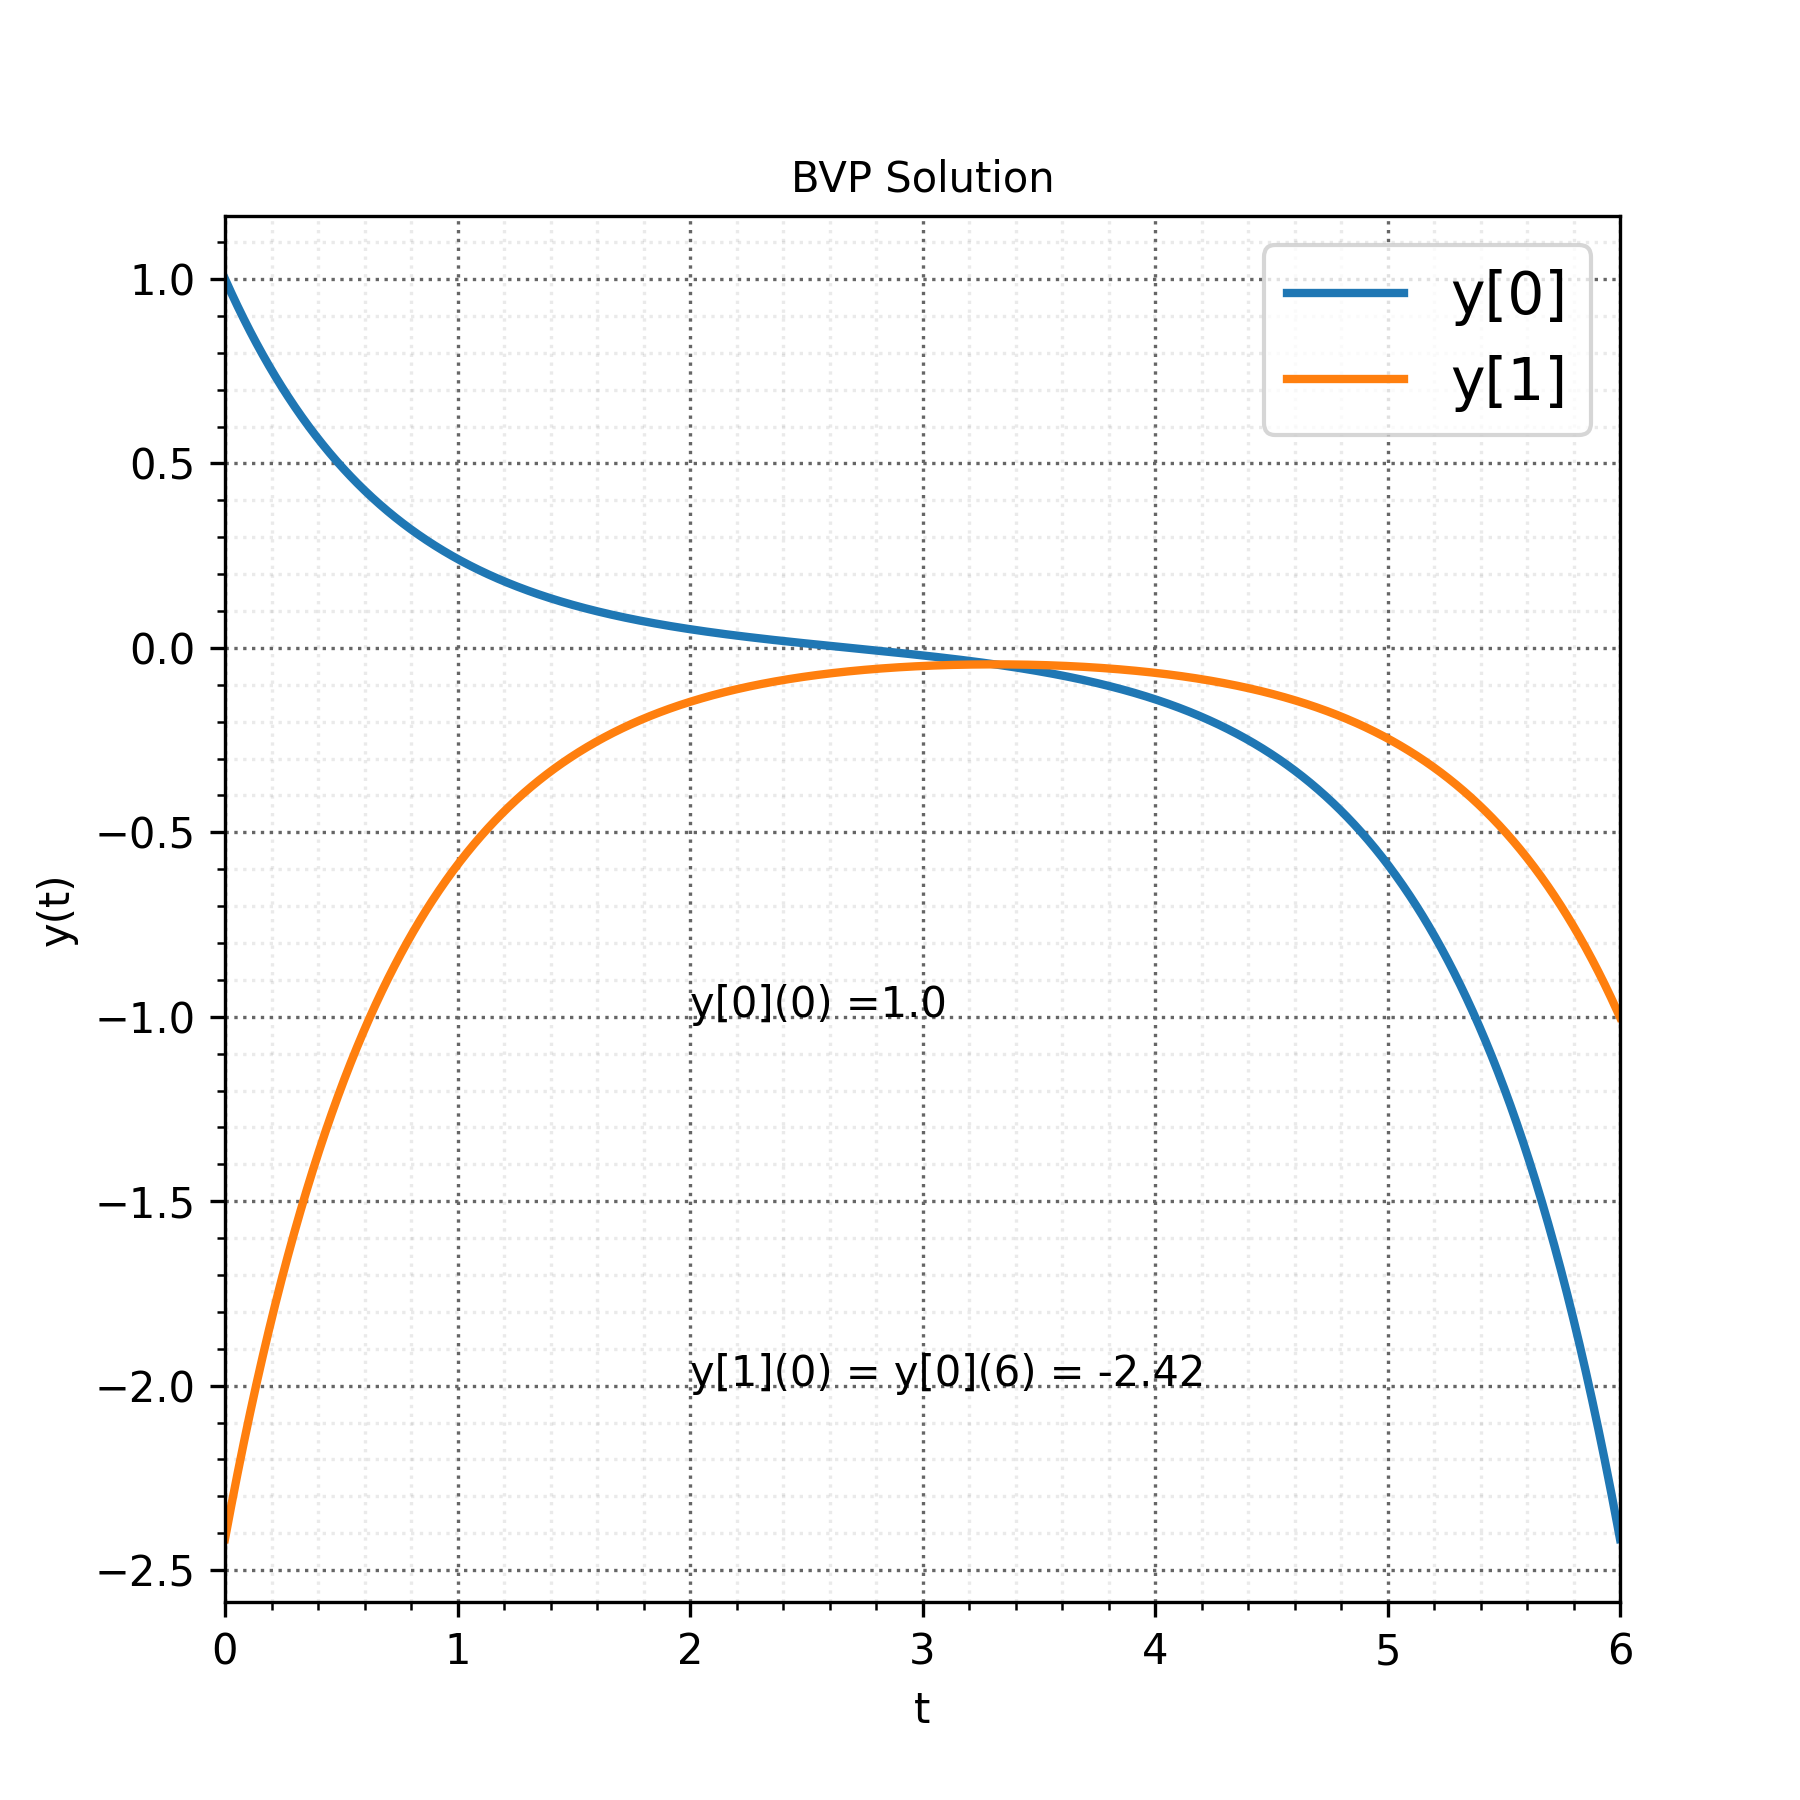 BVP Solution
y[0]
y[1]
1.0
0.5
0.0
−0.5
−1.0
−1.5
−2.0
−2.5
y(t)
y[0](0) =1.0
y[1](0) = y[0](6) = -2.42
0 1 2 3 4 5 6
t